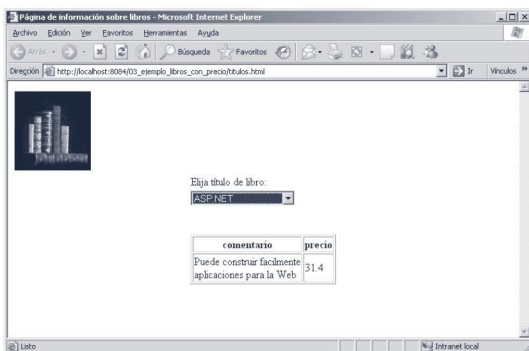 Página de información sobre libros - Microsoft Internet Explorer
Archivo Edición Ver Favoritos Herramientas Ayuda
Atrás Búsqueda Favoritos
Dirección http://localhost:8084/03_ejemplo_libros_con_precio/titulos.html Ir Vínculos »
Elija título de libro:
ASP.NET
comentario precio
Puede construir facilmente
aplicaciones para la Web 31.4
Listo Intranet local